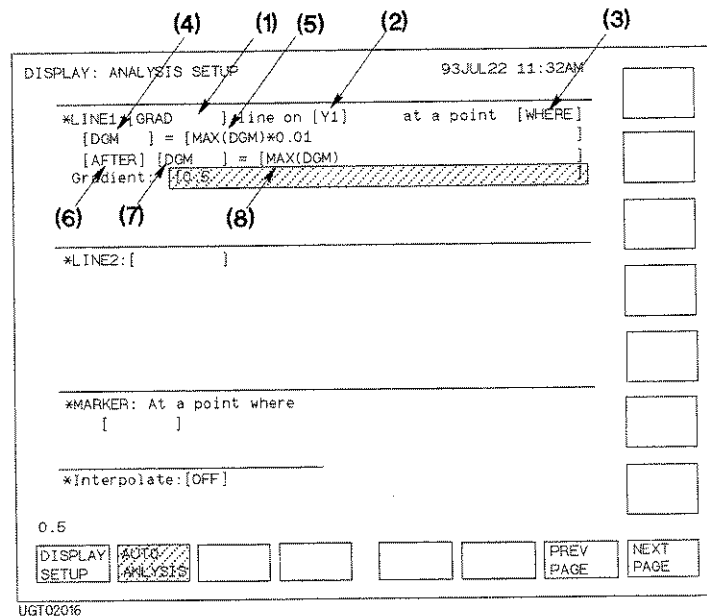 (4) (1) (5) (2) (3)
DISPLAY: ANALYSIS SETUP 93JUL22 11:32AM
*LINE1:[GRAD ] line on [Y1] at a point [WHERE]
[DGM ] = [MAX(DGM)*0.01 ]
[AFTER] [DGM ] = [MAX(DGM) ]
Gradient: [0.5 ]
(6) (7) (8)
*LINE2:[ ]
*MARKER: At a point where
[ ]
*Interpolate:[OFF]
0.5
DISPLAY SETUP
AUTO ANALYSIS
PREV PAGE
NEXT PAGE
UGT02016